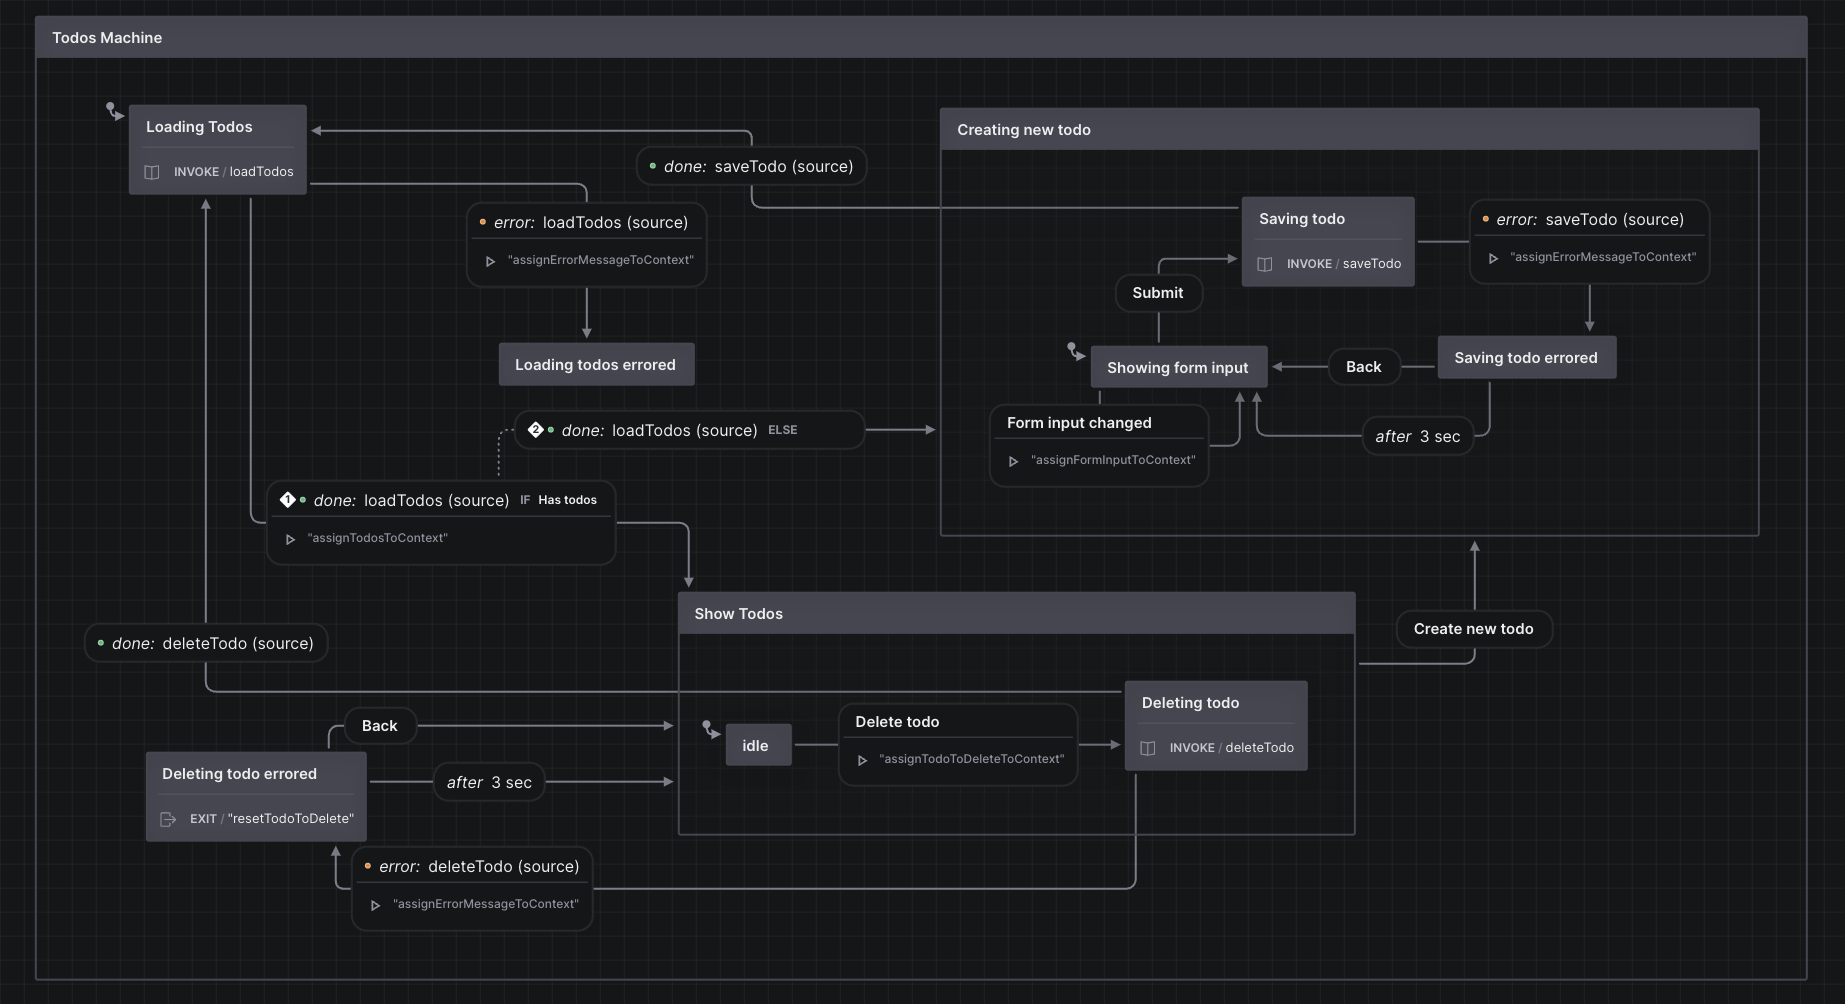 Todos Machine
Loading Todos
INVOKE / loadTodos
done: saveTodo (source)
error: loadTodos (source)
"assignErrorMessageToContext"
Loading todos errored
2 done: loadTodos (source) ELSE
1 done: loadTodos (source) IF Has todos
"assignTodosToContext"
Creating new todo
Saving todo
INVOKE / saveTodo
error: saveTodo (source)
"assignErrorMessageToContext"
Submit
Showing form input
Back
Saving todo errored
Form input changed
"assignFormInputToContext"
after 3 sec
Create new todo
done: deleteTodo (source)
Show Todos
idle
Delete todo
"assignTodoToDeleteToContext"
Deleting todo
INVOKE / deleteTodo
Back
Deleting todo errored
EXIT / "resetTodoToDelete"
after 3 sec
error: deleteTodo (source)
"assignErrorMessageToContext"